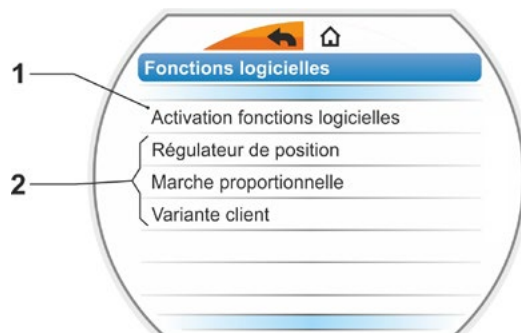 Fonctions logicielles
1
Activation fonctions logicielles
Régulateur de position
2
Marche proportionnelle
Variante client